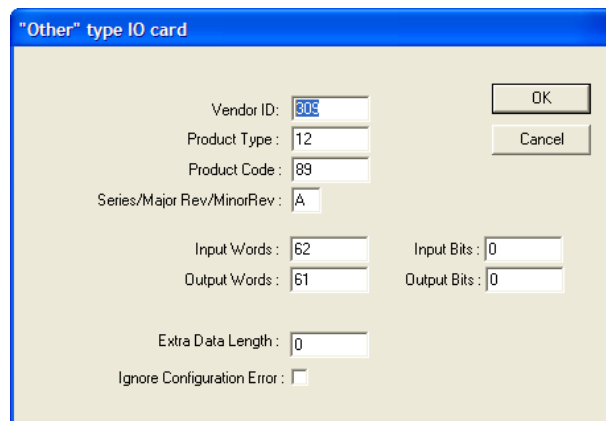 "Other" type IO card
Vendor ID: 309
OK
Product Type : 12
Cancel
Product Code : 89
Series/Major Rev/MinorRev : A
Input Words : 62
Input Bits : 0
Output Words : 61
Output Bits : 0
Extra Data Length : 0
Ignore Configuration Error :